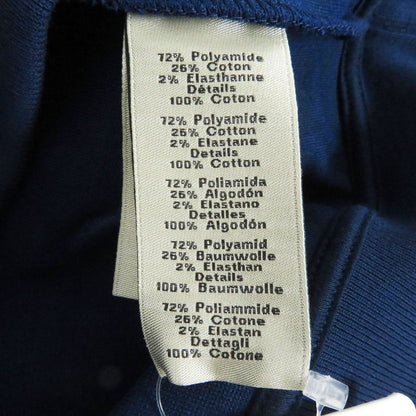 72% Polyamide
26% Coton
2% Elasthanne
Détails
100% Coton
72% Polyamide
26% Cotton
2% Elastane
Details
100% Cotton
72% Poliamida
26% Algodón
2% Elastano
Detalles
100% Algodón
72% Polyamid
26% Baumwolle
2% Elasthan
Details
100% Baumwolle
72% Poliammide
26% Cotone
2% Elastan
Dettagli
100% Cotone